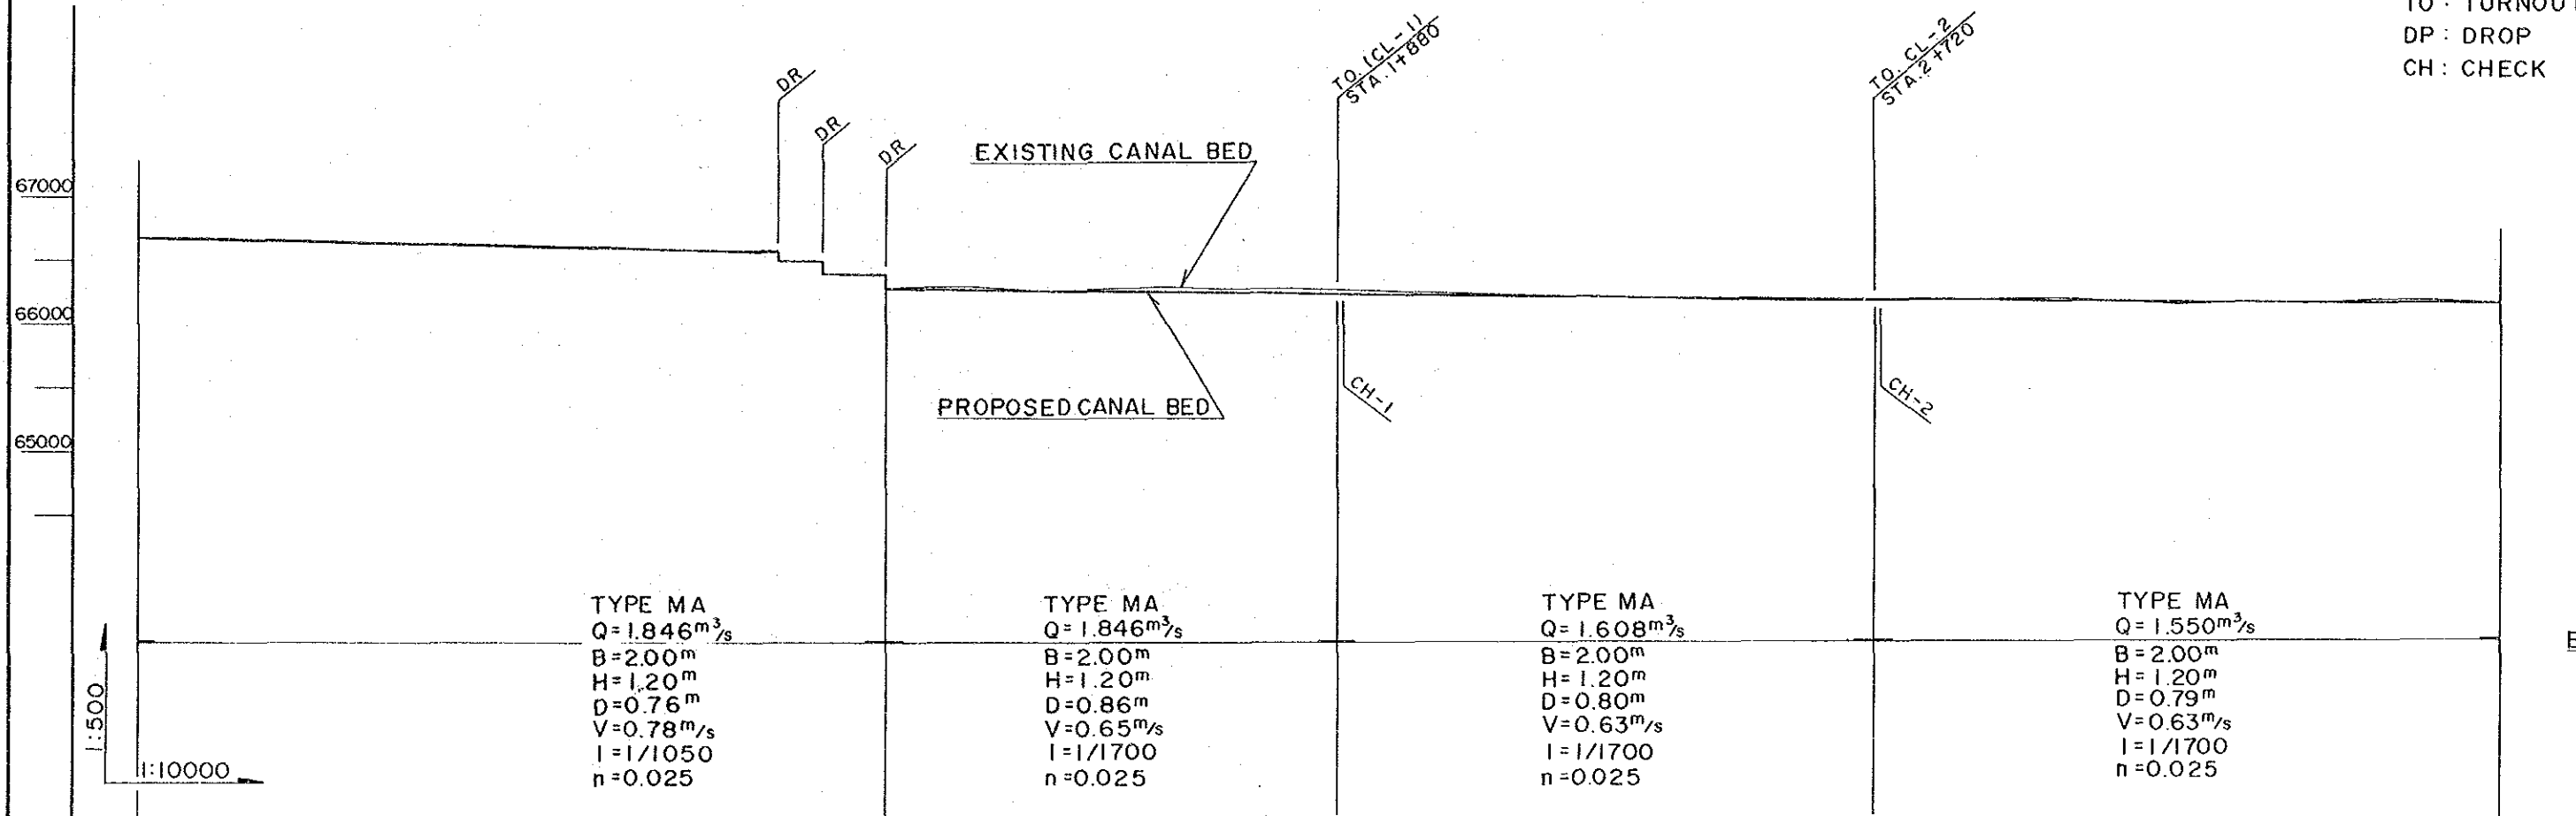 TO : TURNOUT
DP : DROP
CH : CHECK
DR
DR
DR
TO. (CL-1)
STA. 1+880
TO. CL-2
STA. 2+720
EXISTING CANAL BED
67000
66000
65000
PROPOSED CANAL BED
CH-1
CH-2
TYPE MA
Q=1.846m³/s
B=2.00m
H=1.20m
D=0.76m
V=0.78m/s
I=1/1050
n=0.025
TYPE MA
Q=1.846m³/s
B=2.00m
H=1.20m
D=0.86m
V=0.65m/s
I=1/1700
n=0.025
TYPE MA
Q=1.608m³/s
B=2.00m
H=1.20m
D=0.80m
V=0.63m/s
I=1/1700
n=0.025
TYPE MA
Q=1.550m³/s
B=2.00m
H=1.20m
D=0.79m
V=0.63m/s
I=1/1700
n=0.025
1:500
1:10000